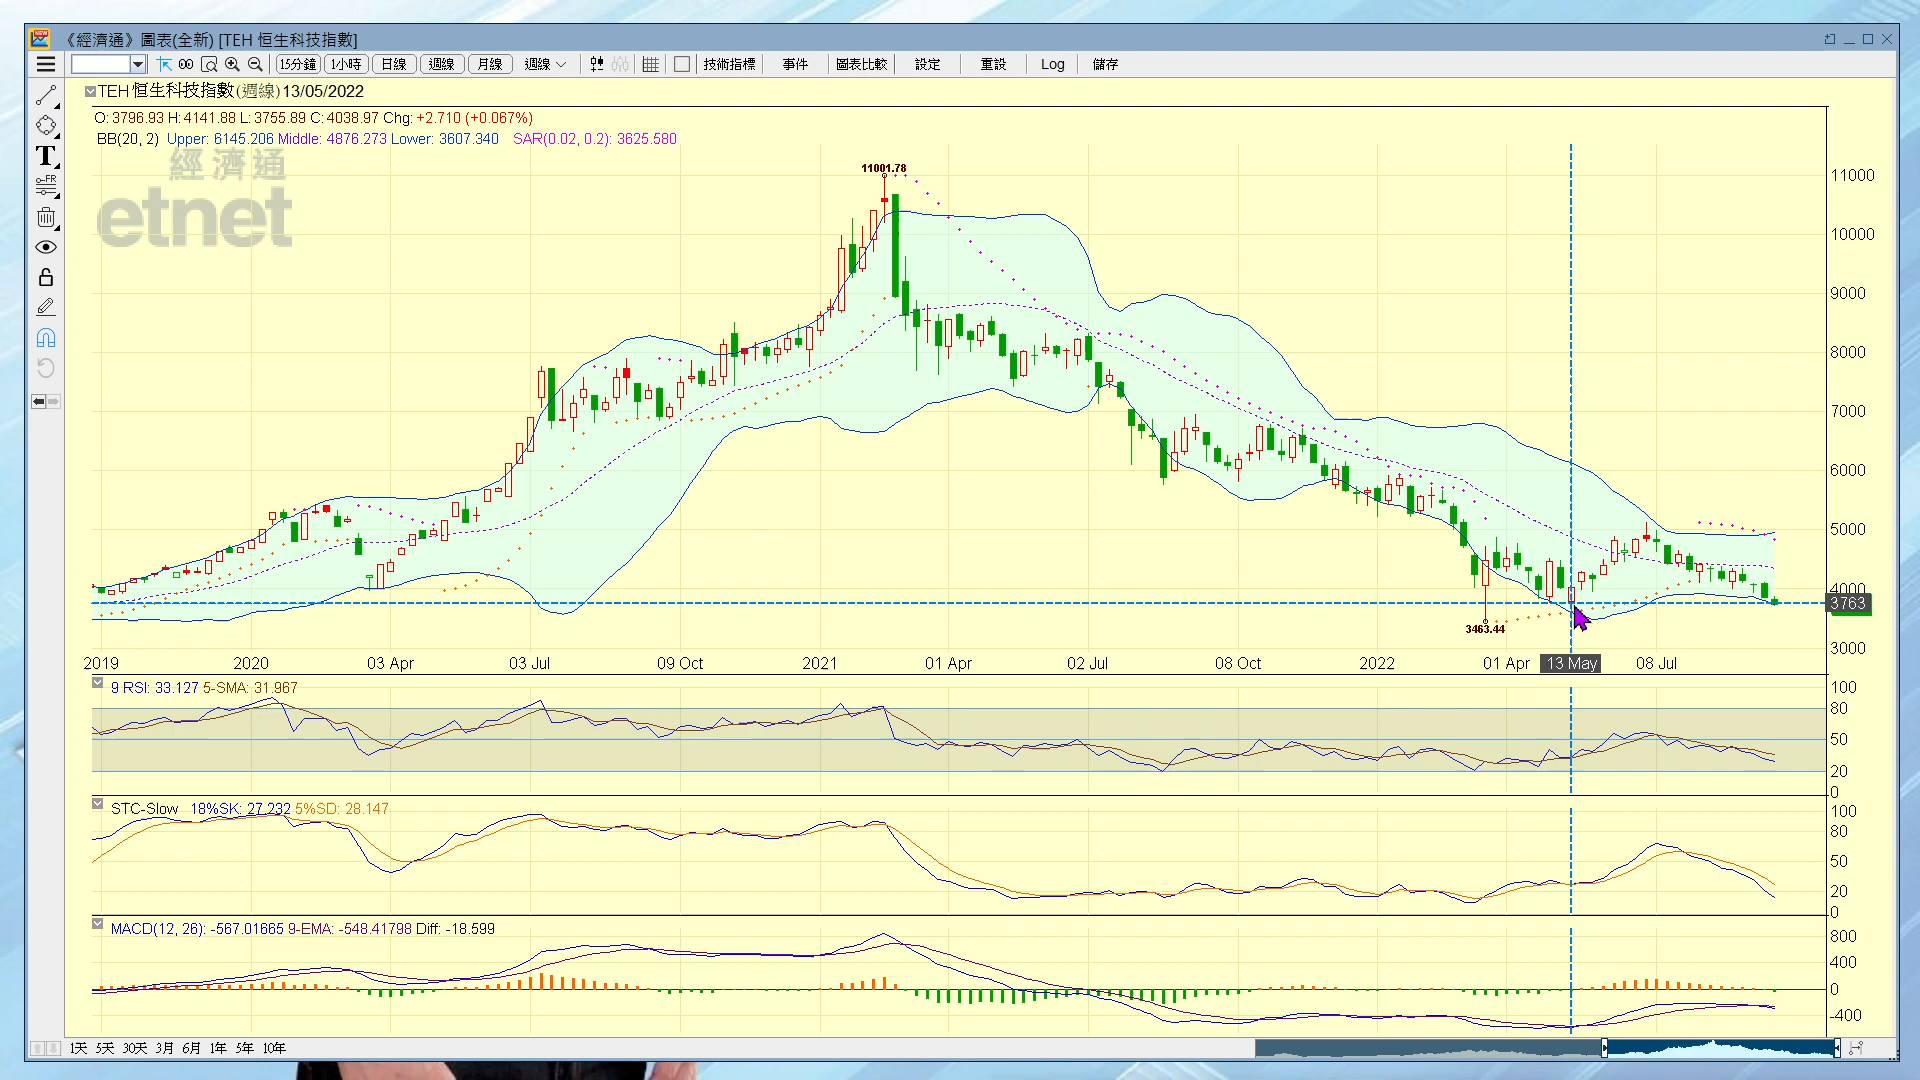 《經濟通》圖表(全新) [TEH 恒生科技指數]
15分鐘 1小時 日線 週線 月線 週線 技術指標 事件 圖表比較 設定 重設 Log 儲存
TEH 恒生科技指數(週線) 13/05/2022
O: 3796.93 H: 4141.88 L: 3755.89 C: 4038.97 Chg: +2.710 (+0.067%)
BB(20, 2) Upper: 6145.206 Middle: 4876.273 Lower: 3607.340 SAR(0.02, 0.2): 3625.580
經濟通
etnet
T
FR
NEW
11001.78
3463.44
11000
10000
9000
8000
7000
6000
5000
4000
3763
3000
2019 2020 03 Apr 03 Jul 09 Oct 2021 01 Apr 02 Jul 08 Oct 2022 01 Apr 13 May 08 Jul
9 RSI: 33.127 5-SMA: 31.967
100
80
50
20
0
STC-Slow 18%SK: 27.232 5%SD: 28.147
100
80
50
20
0
MACD(12, 26): -567.01665 9-EMA: -548.41798 Diff: -18.599
800
400
0
-400
1天 5天 30天 3月 6月 1年 5年 10年